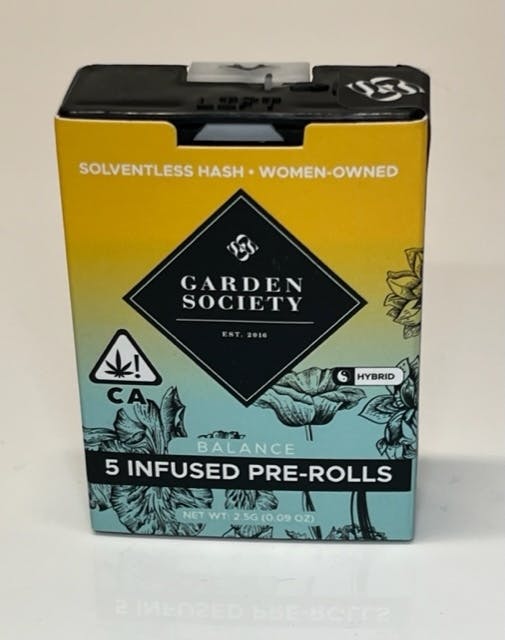 SOLVENTLESS HASH • WOMEN-OWNED
GARDEN
SOCIETY
EST. 2016
HYBRID
CA
BALANCE
5 INFUSED PRE-ROLLS
NET WT: 2.5G (0.09 OZ)